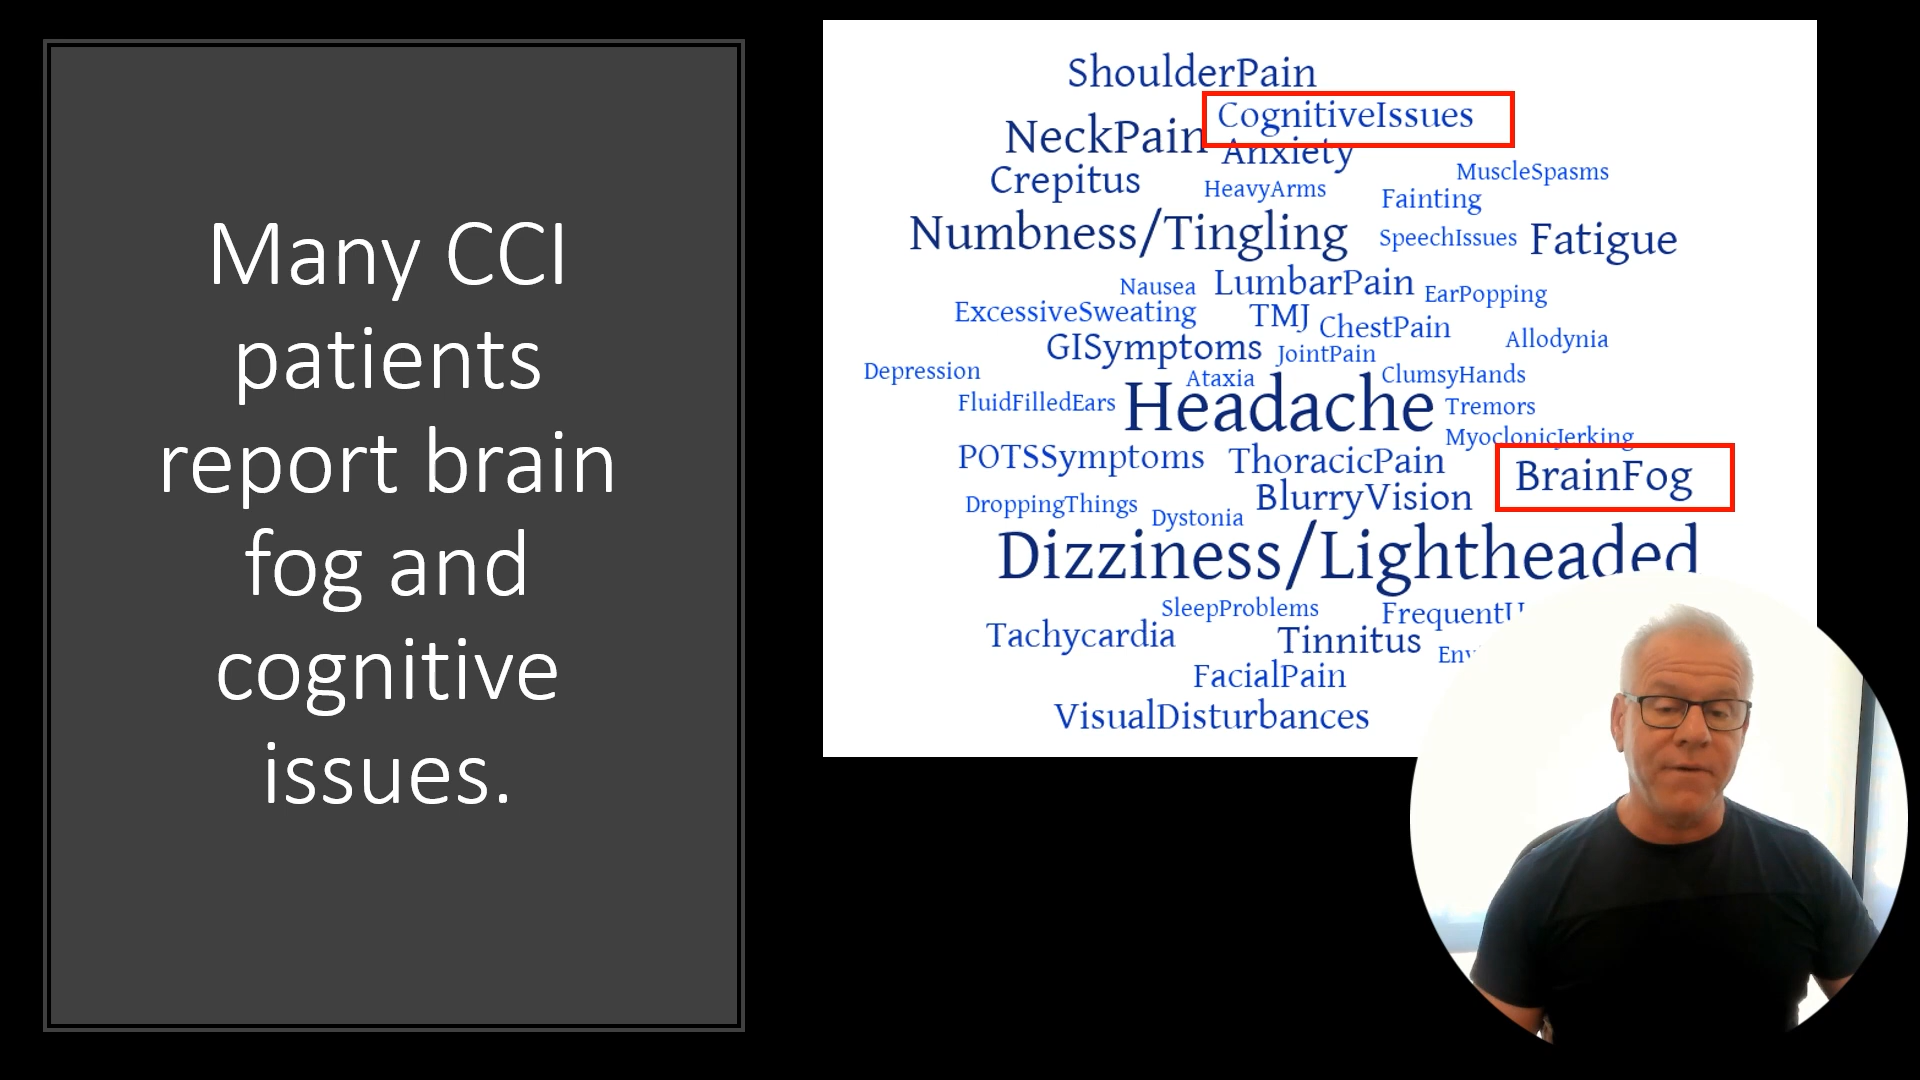 Many CCI
patients
report brain
fog and
cognitive
issues.
ShoulderPain
CognitiveIssues
NeckPain
Anxiety
MuscleSpasms
Crepitus
HeavyArms
Fainting
Numbness/Tingling
SpeechIssues
Fatigue
Nausea
LumbarPain
EarPopping
ExcessiveSweating
TMJ
ChestPain
Allodynia
GISymptoms
JointPain
Depression
Ataxia
ClumsyHands
FluidFilledEars
Headache
Tremors
MyoclonicJerking
POTSSymptoms
ThoracicPain
BrainFog
DroppingThings
BlurryVision
Dystonia
Dizziness/Lightheaded
SleepProblems
Tachycardia
Tinnitus
FacialPain
VisualDisturbances